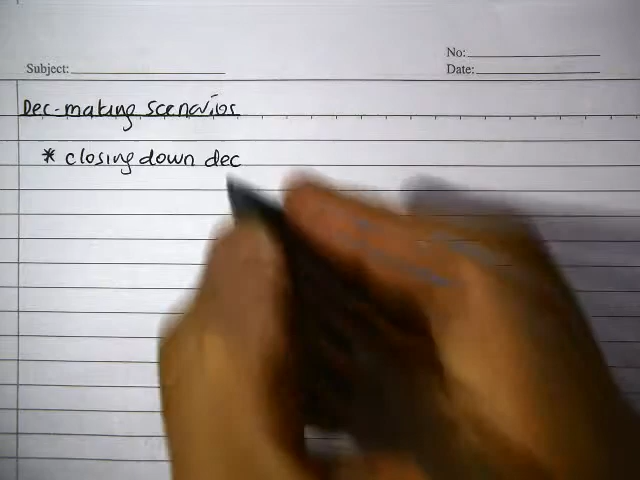 No:
Subject:
Date:
Dec-making scenarios
* closing down dec